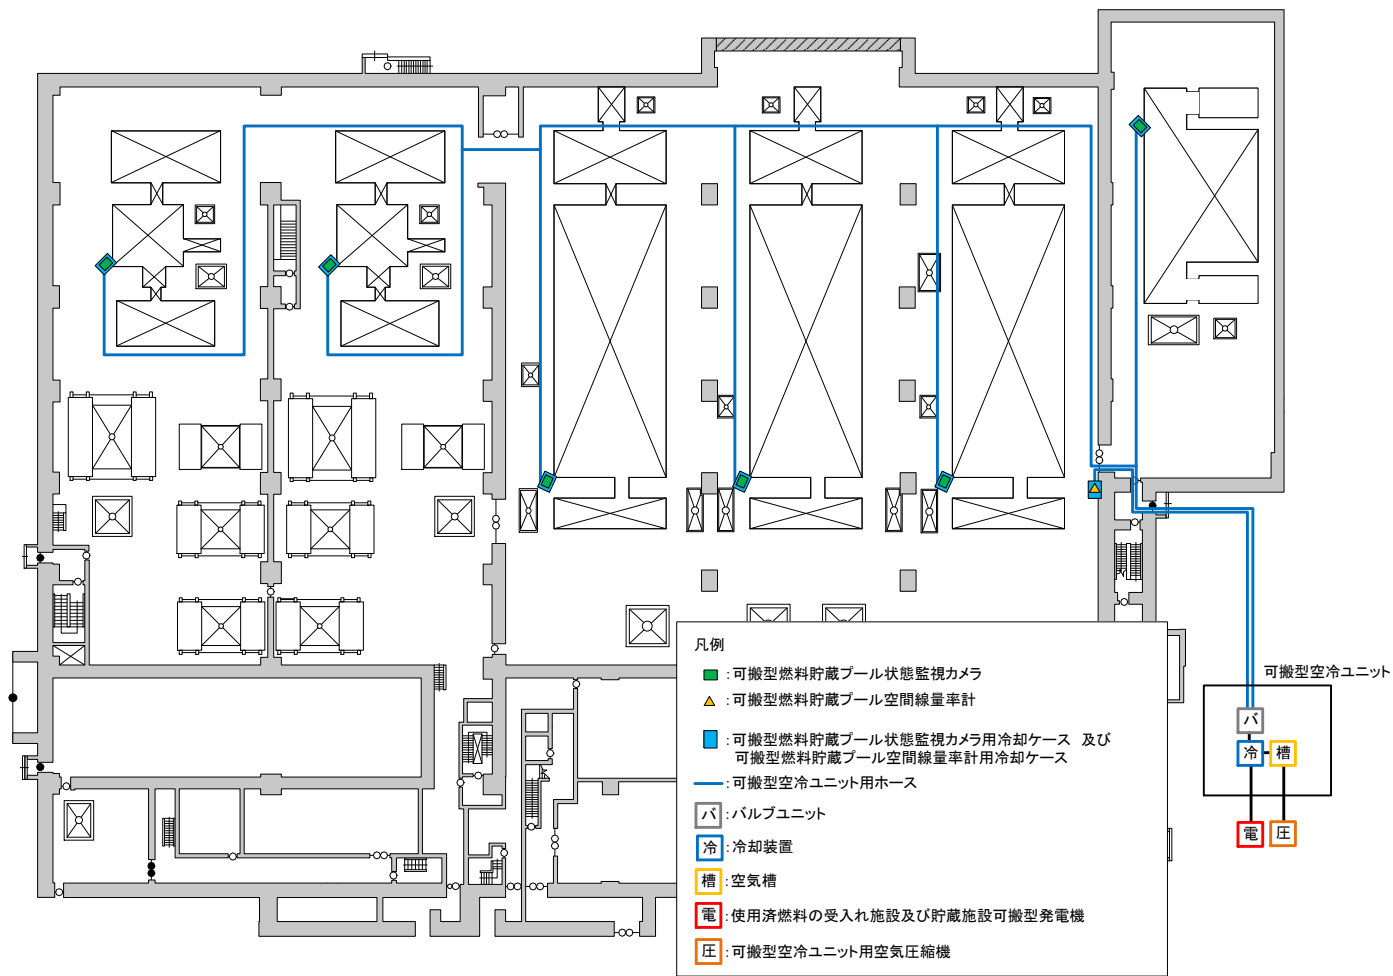 可搬型空冷ユニット
バ
冷
槽
電
圧
凡例
:可搬型燃料貯蔵プール状態監視カメラ
:可搬型燃料貯蔵プール空間線量率計
:可搬型燃料貯蔵プール状態監視カメラ用冷却ケース 及び
可搬型燃料貯蔵プール空間線量率計用冷却ケース
:可搬型空冷ユニット用ホース
バ:バルブユニット
冷:冷却装置
槽:空気槽
電:使用済燃料の受入れ施設及び貯蔵施設可搬型発電機
圧:可搬型空冷ユニット用空気圧縮機